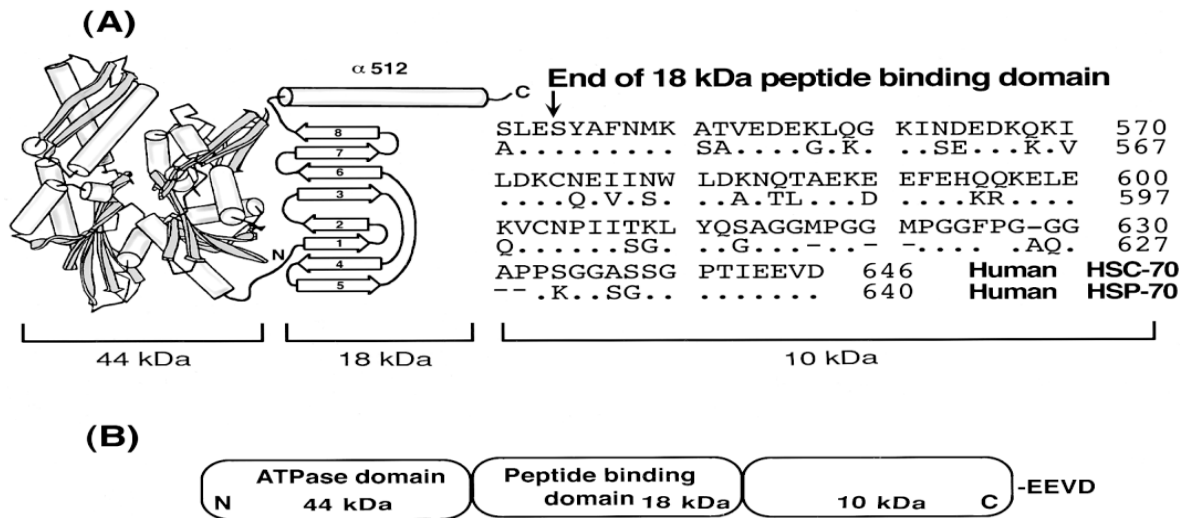 (A)
α 512
C
8
7
6
3
2
1
4
5
N
End of 18 kDa peptide binding domain
SLESYAFNMK ATVEDEKLQG KINDEDKQKI 570
A......... SA....G.K. ..SE...K.V 567
LDKCNEIINW LDKNQTAEKE EFEHQQKELE 600
....Q.V.S. ..A.TL...D ....KR.... 597
KVCNPIITKL YQSAGGMPGG MPGGFPG-GG 630
Q......SG. ..G...-..- -.... .AQ. 627
APPSGGASSG PTIEEVD 646 Human HSC-70
--.K..SG.. ....... 640 Human HSP-70
44 kDa
18 kDa
10 kDa
(B)
ATPase domain
N 44 kDa
Peptide binding
domain 18 kDa
10 kDa C
-EEVD